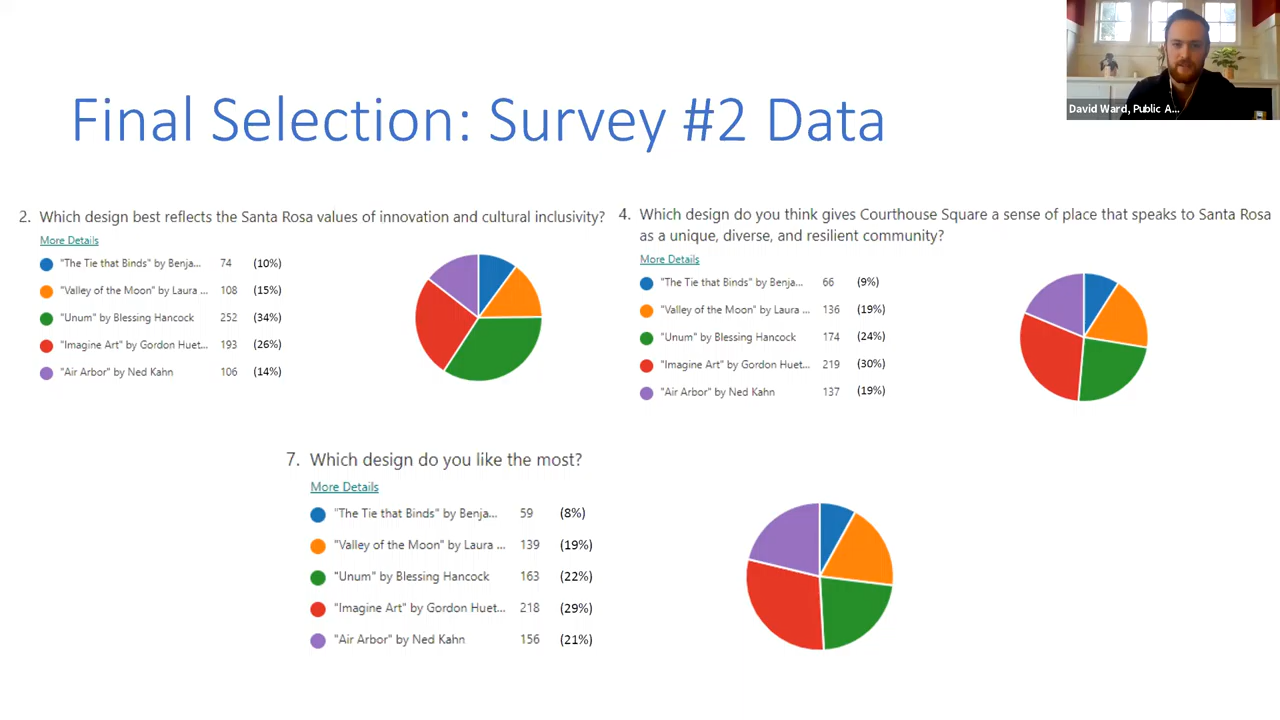 Final Selection: Survey #2 Data
David Ward, Public A...
2. Which design best reflects the Santa Rosa values of innovation and cultural inclusivity?
More Details
"The Tie that Binds" by Benja... 74 (10%)
"Valley of the Moon" by Laura ... 108 (15%)
"Unum" by Blessing Hancock 252 (34%)
"Imagine Art" by Gordon Huet... 193 (26%)
"Air Arbor" by Ned Kahn 106 (14%)
4. Which design do you think gives Courthouse Square a sense of place that speaks to Santa Rosa
as a unique, diverse, and resilient community?
More Details
"The Tie that Binds" by Benja... 66 (9%)
"Valley of the Moon" by Laura ... 136 (19%)
"Unum" by Blessing Hancock 174 (24%)
"Imagine Art" by Gordon Huet... 219 (30%)
"Air Arbor" by Ned Kahn 137 (19%)
7. Which design do you like the most?
More Details
"The Tie that Binds" by Benja... 59 (8%)
"Valley of the Moon" by Laura ... 139 (19%)
"Unum" by Blessing Hancock 163 (22%)
"Imagine Art" by Gordon Huet... 218 (29%)
"Air Arbor" by Ned Kahn 156 (21%)